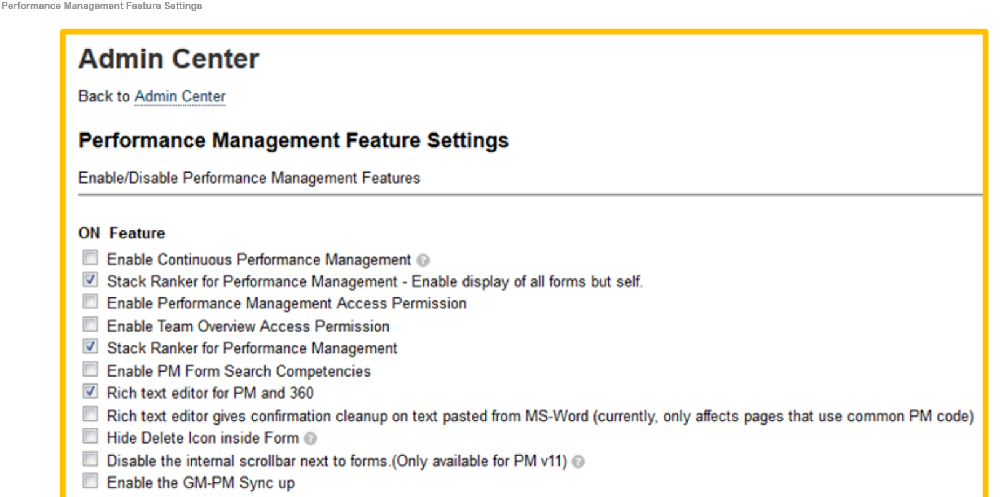 Performance Management Feature Settings
Admin Center
Back to Admin Center
Performance Management Feature Settings
Enable/Disable Performance Management Features
ON Feature
Enable Continuous Performance Management ?
Stack Ranker for Performance Management - Enable display of all forms but self.
Enable Performance Management Access Permission
Enable Team Overview Access Permission
Stack Ranker for Performance Management
Enable PM Form Search Competencies
Rich text editor for PM and 360
Rich text editor gives confirmation cleanup on text pasted from MS-Word (currently, only affects pages that use common PM code)
Hide Delete Icon inside Form ?
Disable the internal scrollbar next to forms.(Only available for PM v11) ?
Enable the GM-PM Sync up